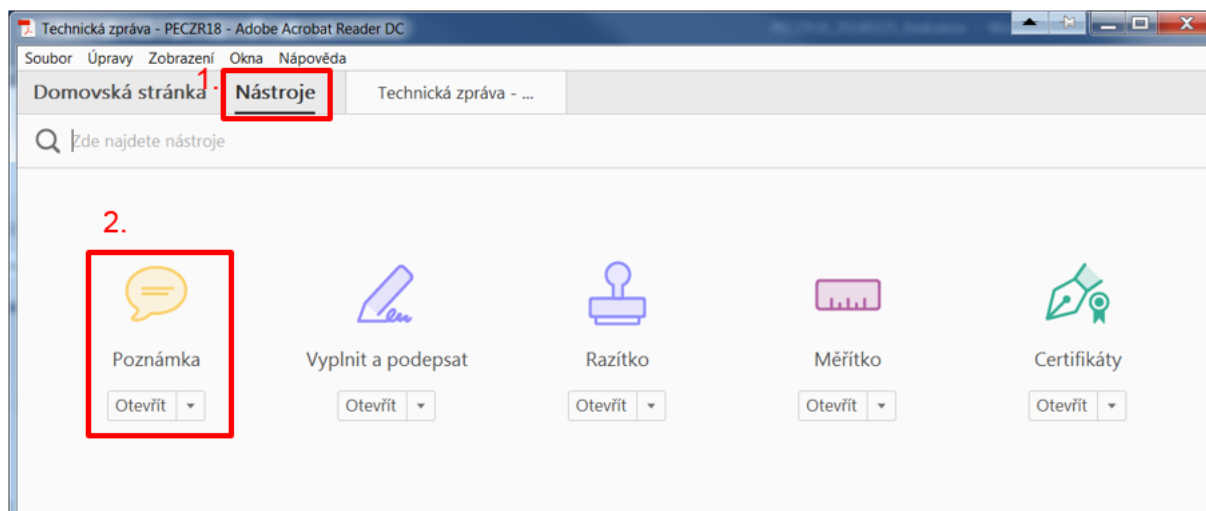 Technická zpráva - PECZR18 - Adobe Acrobat Reader DC
Soubor Úpravy Zobrazení Okna Nápověda
Domovská stránka 1. Nástroje Technická zpráva - ...
Zde najdete nástroje
2.
Poznámka Vyplnit a podepsat Razítko Měřítko Certifikáty
Otevřít Otevřít Otevřít Otevřít Otevřít